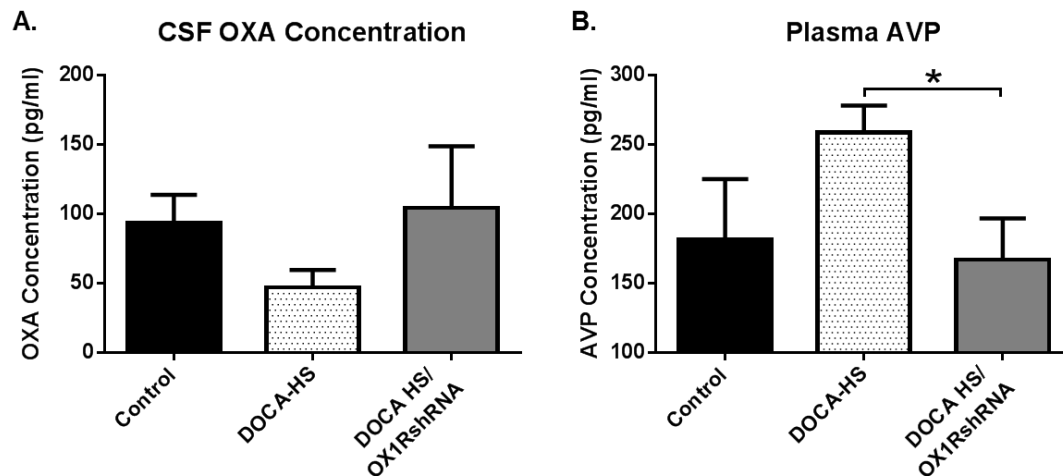 A.
CSF OXA Concentration
OXA Concentration (pg/ml)
200
150
100
50
0
Control
DOCA-HS
DOCA HS/
OX1RshRNA
B.
Plasma AVP
AVP Concentration (pg/ml)
300
250
200
150
100
*
Control
DOCA-HS
DOCA HS/
OX1RshRNA